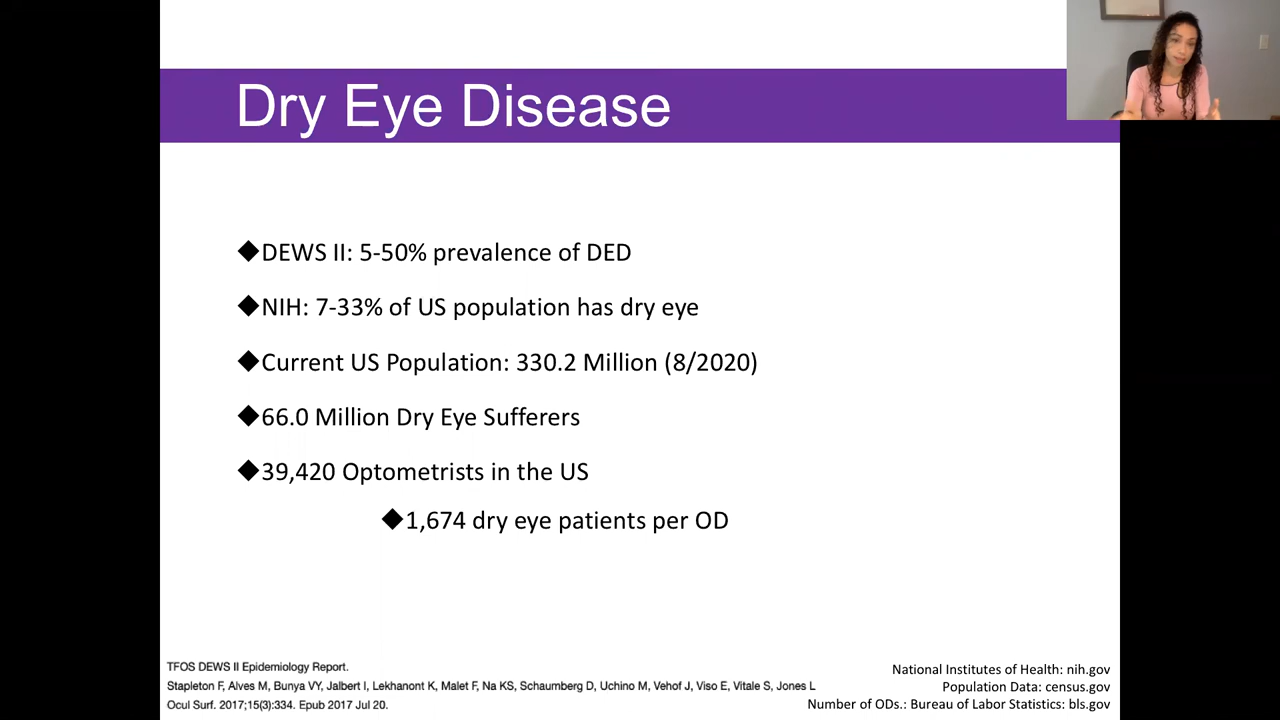 Dry Eye Disease
◆DEWS II: 5-50% prevalence of DED
◆NIH: 7-33% of US population has dry eye
◆Current US Population: 330.2 Million (8/2020)
◆66.0 Million Dry Eye Sufferers
◆39,420 Optometrists in the US
◆1,674 dry eye patients per OD
TFOS DEWS II Epidemiology Report.
Stapleton F, Alves M, Bunya VY, Jalbert I, Lekhanont K, Malet F, Na KS, Schaumberg D, Uchino M, Vehof J, Viso E, Vitale S, Jones L
Ocul Surf. 2017;15(3):334. Epub 2017 Jul 20.
National Institutes of Health: nih.gov
Population Data: census.gov
Number of ODs.: Bureau of Labor Statistics: bls.gov